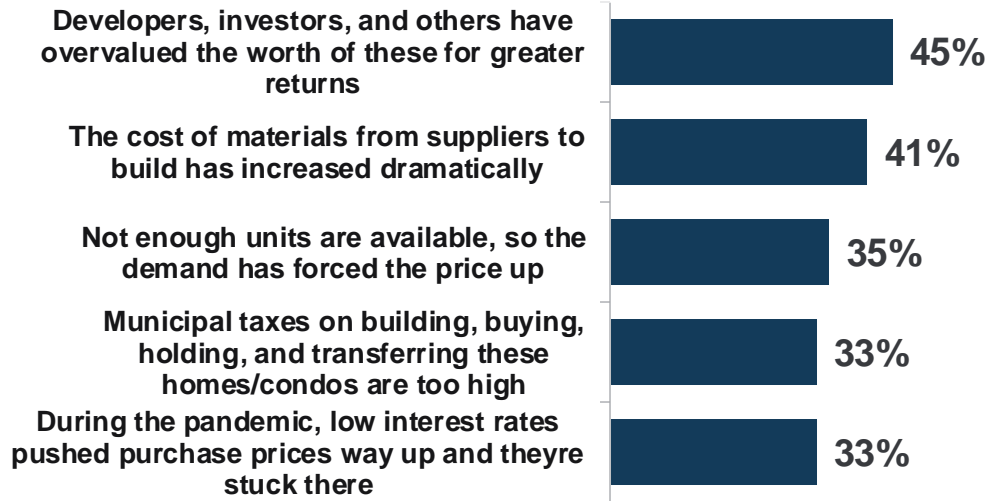 Developers, investors, and others have
overvalued the worth of these for greater
returns
45%
The cost of materials from suppliers to
build has increased dramatically
41%
Not enough units are available, so the
demand has forced the price up
35%
Municipal taxes on building, buying,
holding, and transferring these
homes/condos are too high
33%
During the pandemic, low interest rates
pushed purchase prices way up and theyre
stuck there
33%